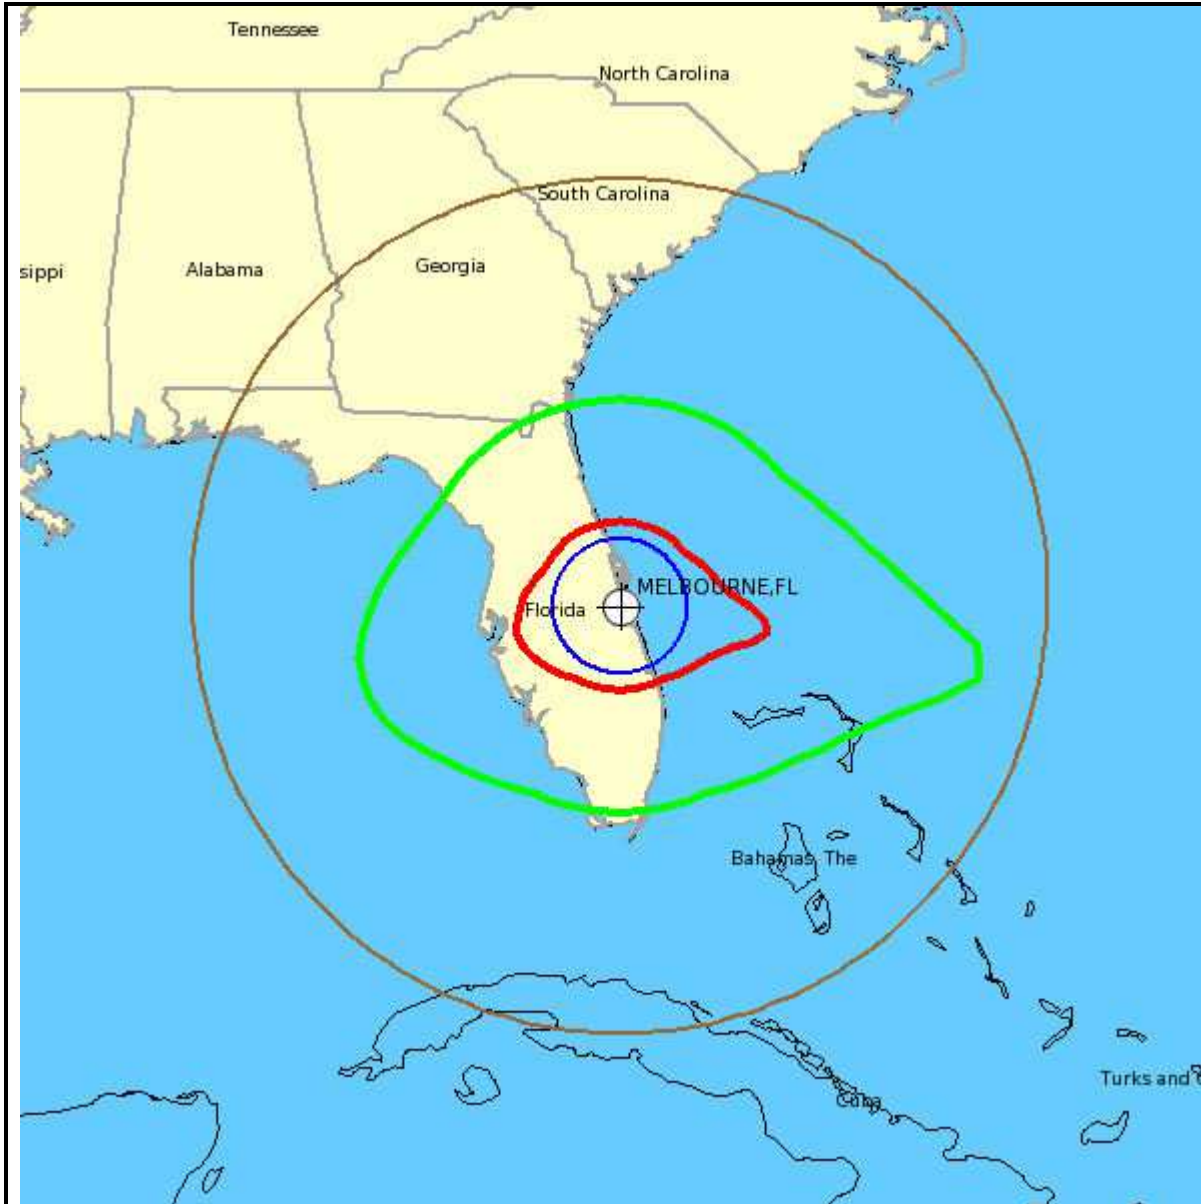 Tennessee
North Carolina
South Carolina
Georgia
Alabama
sippi
MELBOURNE,FL
Florida
Bahamas, The
Turks and
Cuba